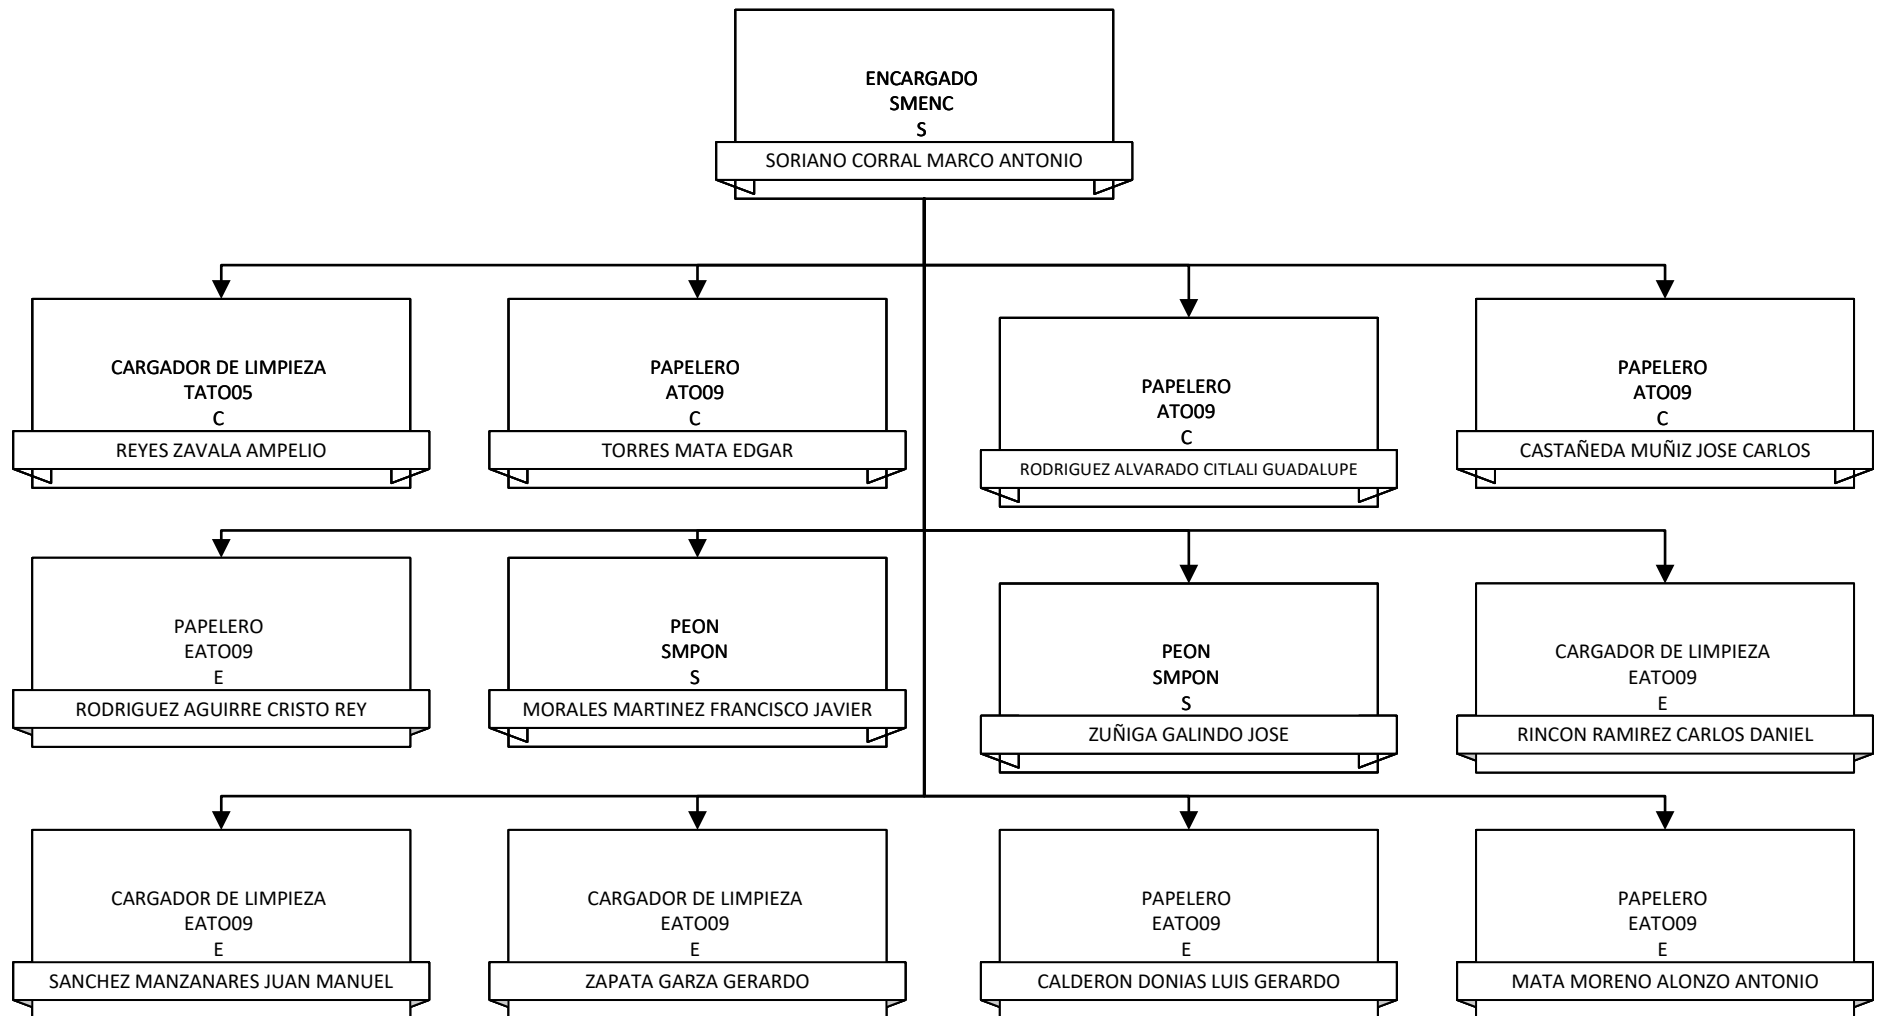 ENCARGADO
SMENC
S
SORIANO CORRAL MARCO ANTONIO
CARGADOR DE LIMPIEZA
TATO05
C
REYES ZAVALA AMPELIO
PAPELERO
ATO09
C
TORRES MATA EDGAR
PAPELERO
ATO09
C
RODRIGUEZ ALVARADO CITLALI GUADALUPE
PAPELERO
ATO09
C
CASTAÑEDA MUÑIZ JOSE CARLOS
PAPELERO
EATO09
E
RODRIGUEZ AGUIRRE CRISTO REY
PEON
SMPON
S
MORALES MARTINEZ FRANCISCO JAVIER
PEON
SMPON
S
ZUÑIGA GALINDO JOSE
CARGADOR DE LIMPIEZA
EATO09
E
RINCON RAMIREZ CARLOS DANIEL
CARGADOR DE LIMPIEZA
EATO09
E
SANCHEZ MANZANARES JUAN MANUEL
CARGADOR DE LIMPIEZA
EATO09
E
ZAPATA GARZA GERARDO
PAPELERO
EATO09
E
CALDERON DONIAS LUIS GERARDO
PAPELERO
EATO09
E
MATA MORENO ALONZO ANTONIO